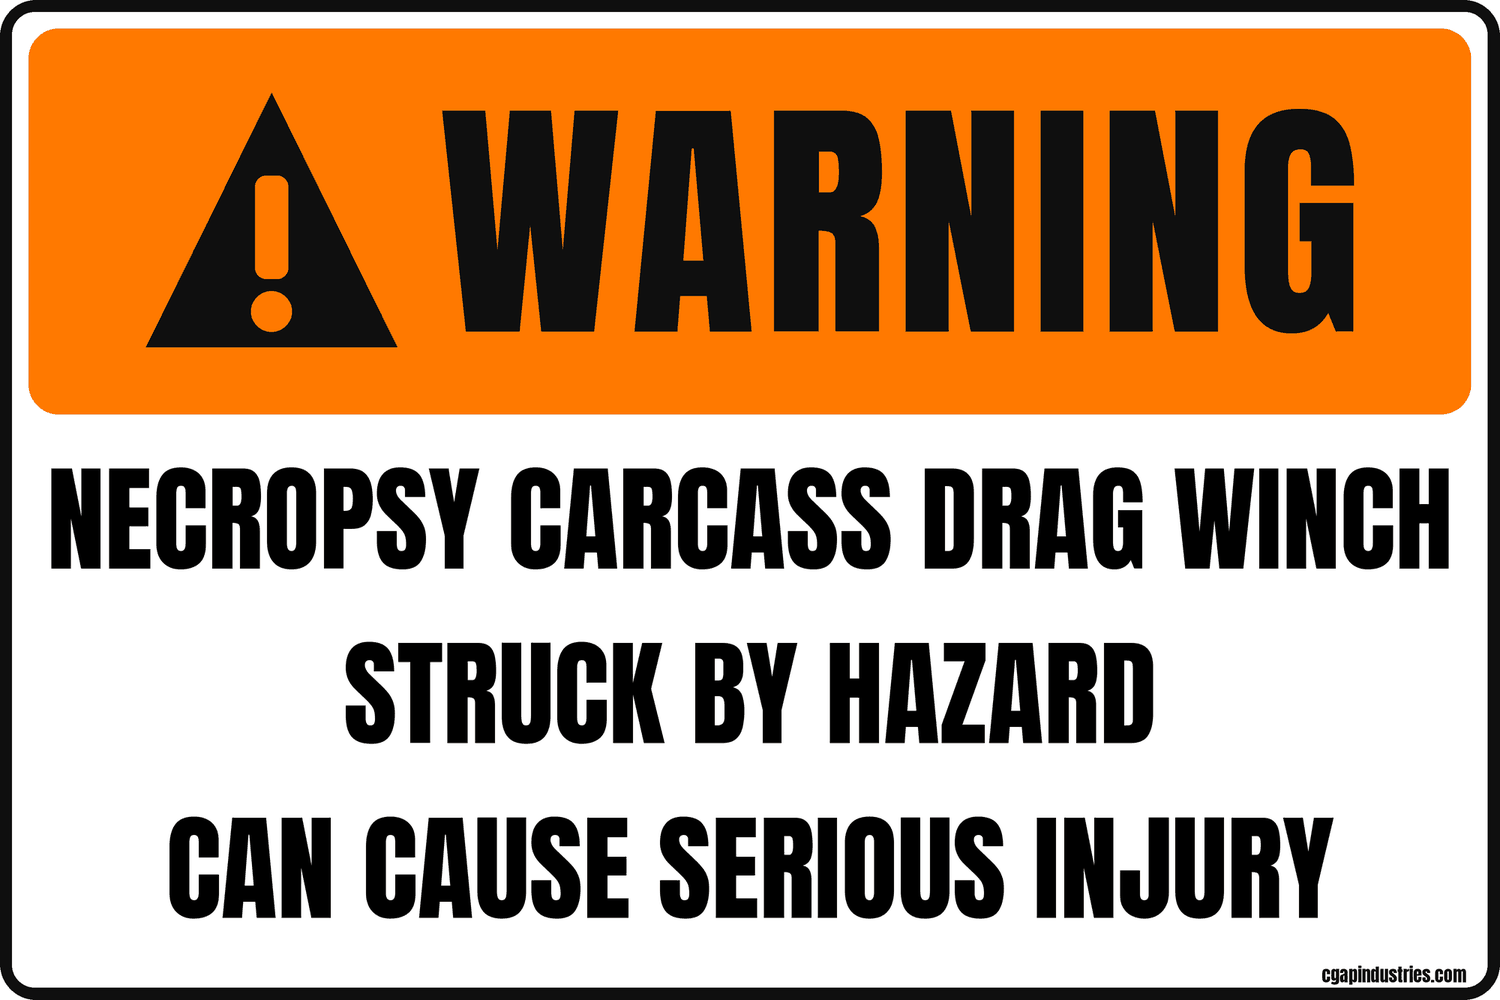 WARNING
NECROPSY CARCASS DRAG WINCH
STRUCK BY HAZARD
CAN CAUSE SERIOUS INJURY
cgapindustries.com